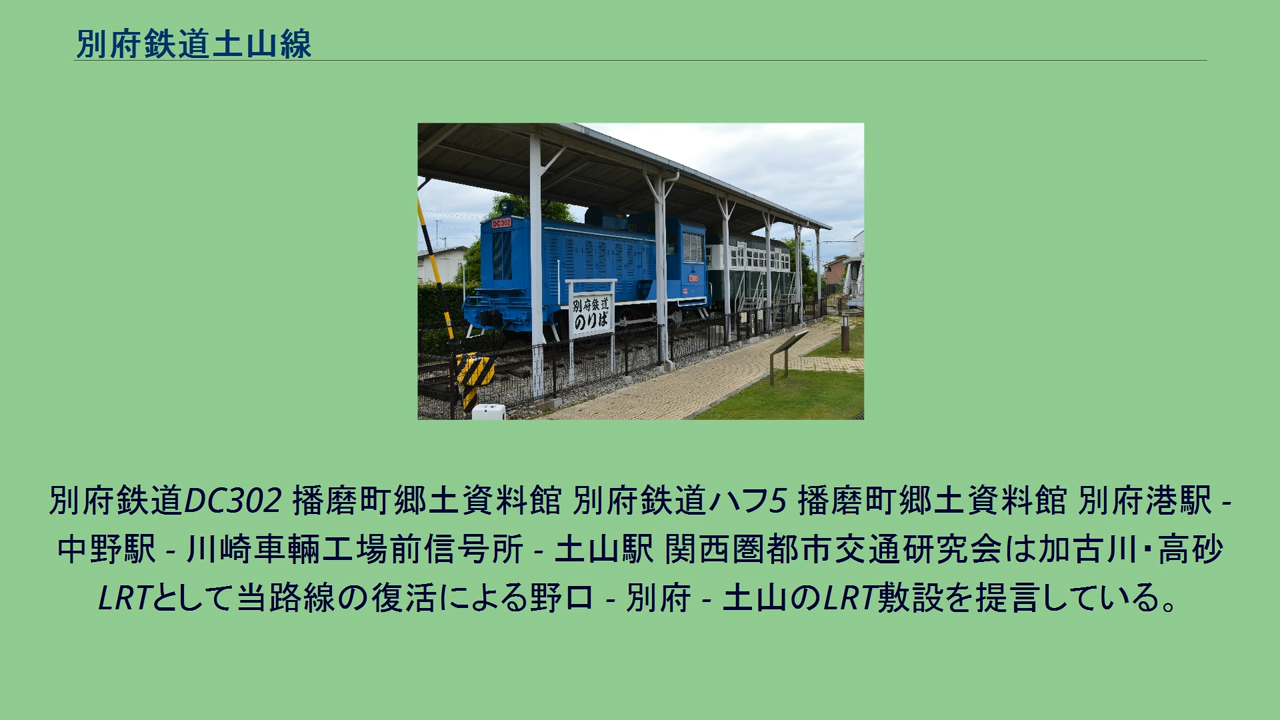 別府鉄道土山線
DC 302
別府鉄道
のりば
別府鉄道DC302 播磨町郷土資料館 別府鉄道ハフ5 播磨町郷土資料館 別府港駅 -
中野駅 - 川崎車輛工場前信号所 - 土山駅 関西圏都市交通研究会は加古川・高砂
LRTとして当路線の復活による野口 - 別府 - 土山のLRT敷設を提言している。